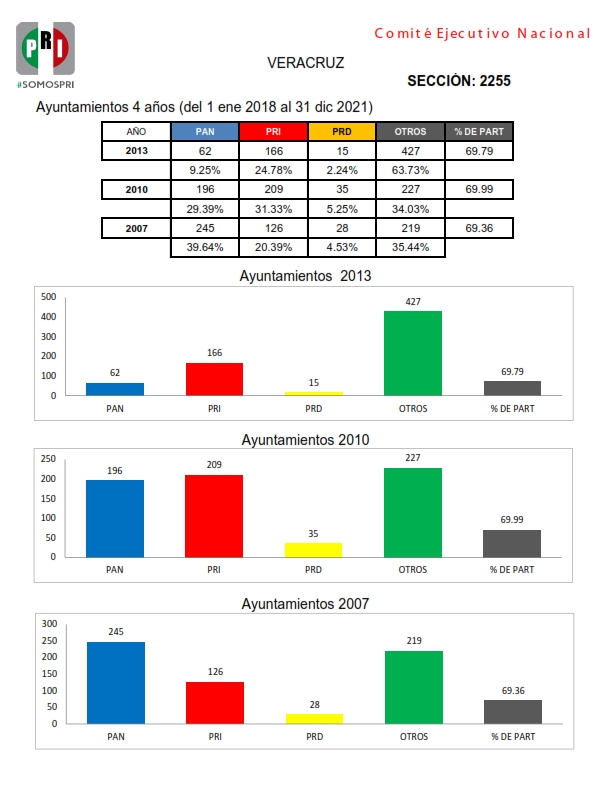 Comité Ejecutivo Nacional
PRI
#SOMOSPRI
VERACRUZ
SECCIÓN: 2255
Ayuntamientos 4 años (del 1 ene 2018 al 31 dic 2021)
AÑO PAN PRI PRD OTROS % DE PART
2013 62 166 15 427 69.79
9.25% 24.78% 2.24% 63.73%
2010 196 209 35 227 69.99
29.39% 31.33% 5.25% 34.03%
2007 245 126 28 219 69.36
39.64% 20.39% 4.53% 35.44%
Ayuntamientos 2013
500
400
300
200
100
0
62 166 15 427 69.79
PAN PRI PRD OTROS % DE PART
Ayuntamientos 2010
250
200
150
100
50
0
196 209 35 227 69.99
PAN PRI PRD OTROS % DE PART
Ayuntamientos 2007
300
250
200
150
100
50
0
245 126 28 219 69.36
PAN PRI PRD OTROS % DE PART